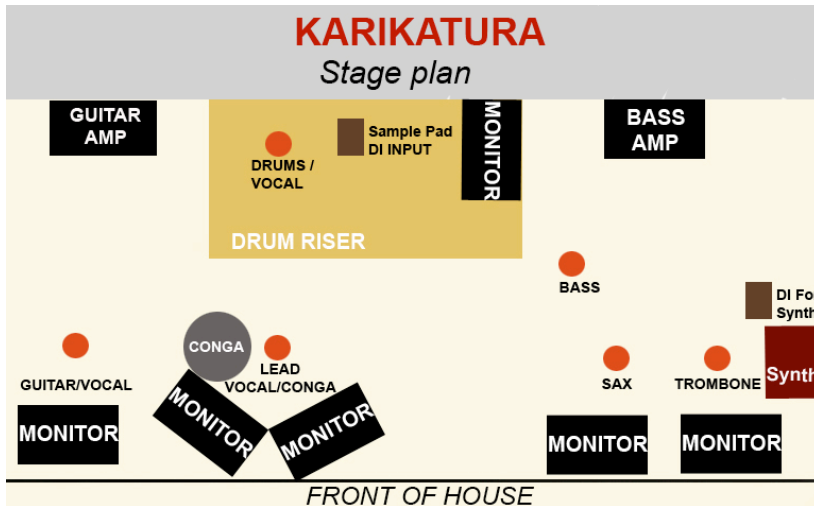 KARIKATURA
Stage plan
GUITAR
AMP
Sample Pad
DI INPUT
MONITOR
BASS
AMP
DRUMS /
VOCAL
DRUM RISER
BASS
DI Fo
Synth
CONGA
LEAD
VOCAL/CONGA
GUITAR/VOCAL
SAX
TROMBONE
Synth
MONITOR
MONITOR
MONITOR
MONITOR
MONITOR
FRONT OF HOUSE